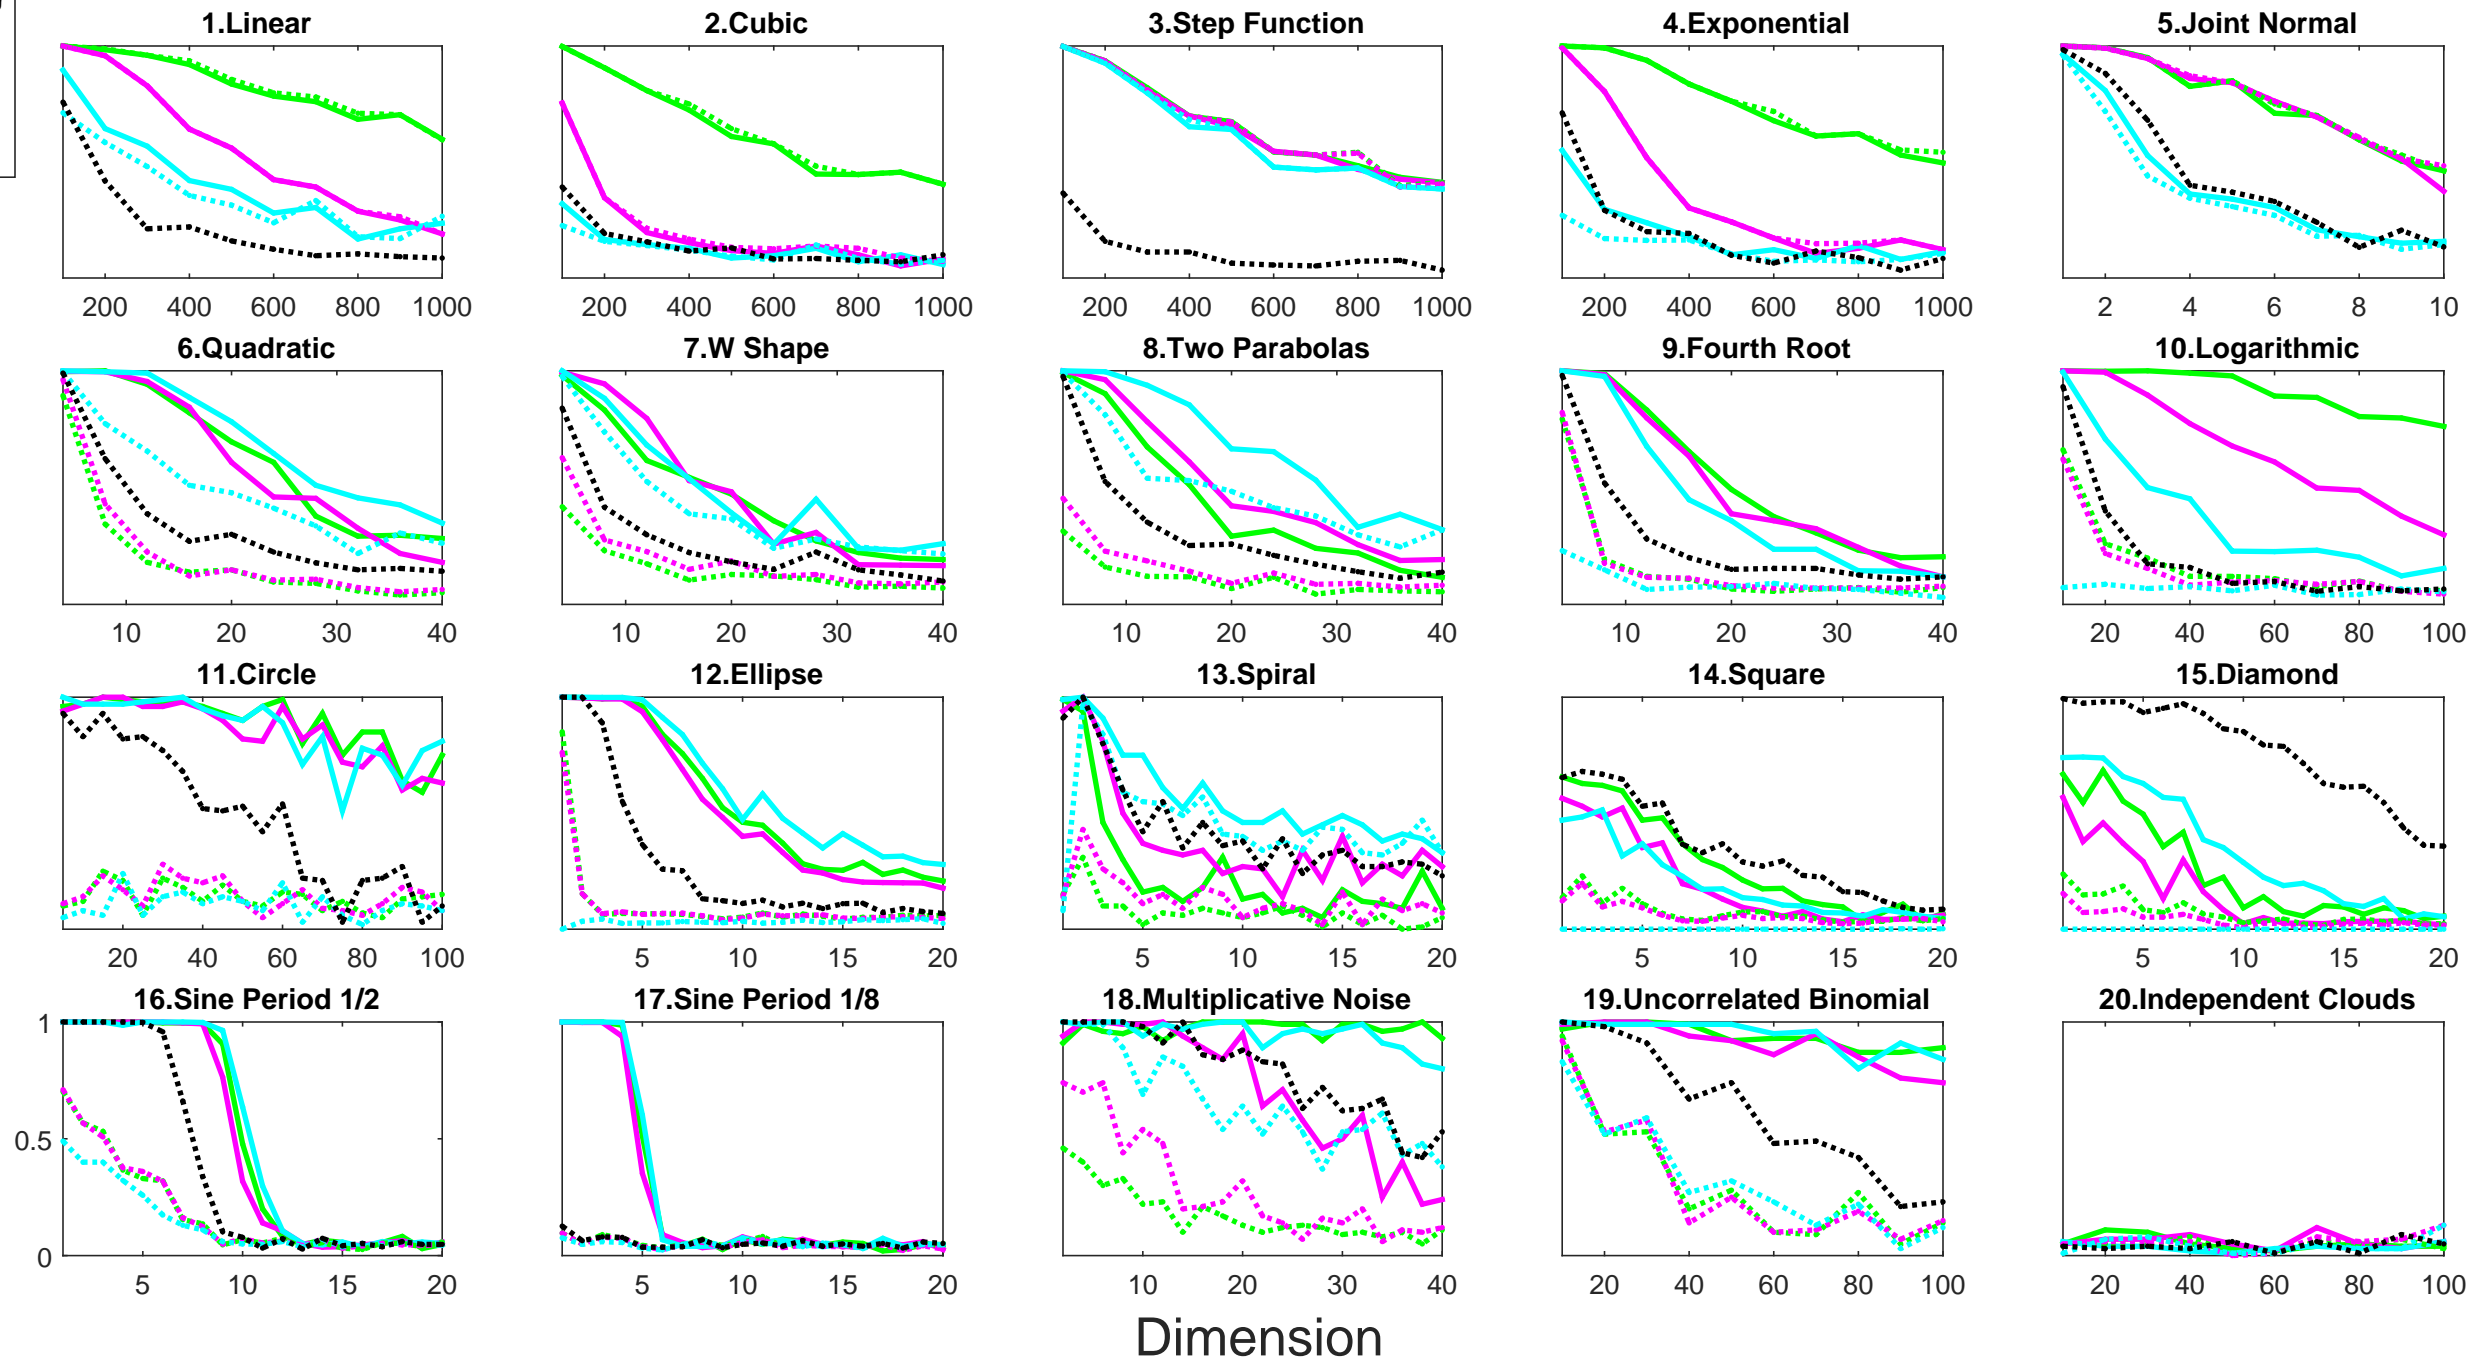 1.Linear 2.Cubic 3.Step Function 4.Exponential 5.Joint Normal
200 400 600 800 1000 200 400 600 800 1000 200 400 600 800 1000 200 400 600 800 1000 2 4 6 8 10
6.Quadratic 7.W Shape 8.Two Parabolas 9.Fourth Root 10.Logarithmic
10 20 30 40 10 20 30 40 10 20 30 40 10 20 30 40 20 40 60 80 100
11.Circle 12.Ellipse 13.Spiral 14.Square 15.Diamond
20 40 60 80 100 5 10 15 20 5 10 15 20 5 10 15 20 5 10 15 20
16.Sine Period 1/2 17.Sine Period 1/8 18.Multiplicative Noise 19.Uncorrelated Binomial 20.Independent Clouds
1
0.5
0
5 10 15 20 5 10 15 20 10 20 30 40 20 40 60 80 100 20 40 60 80 100
Dimension